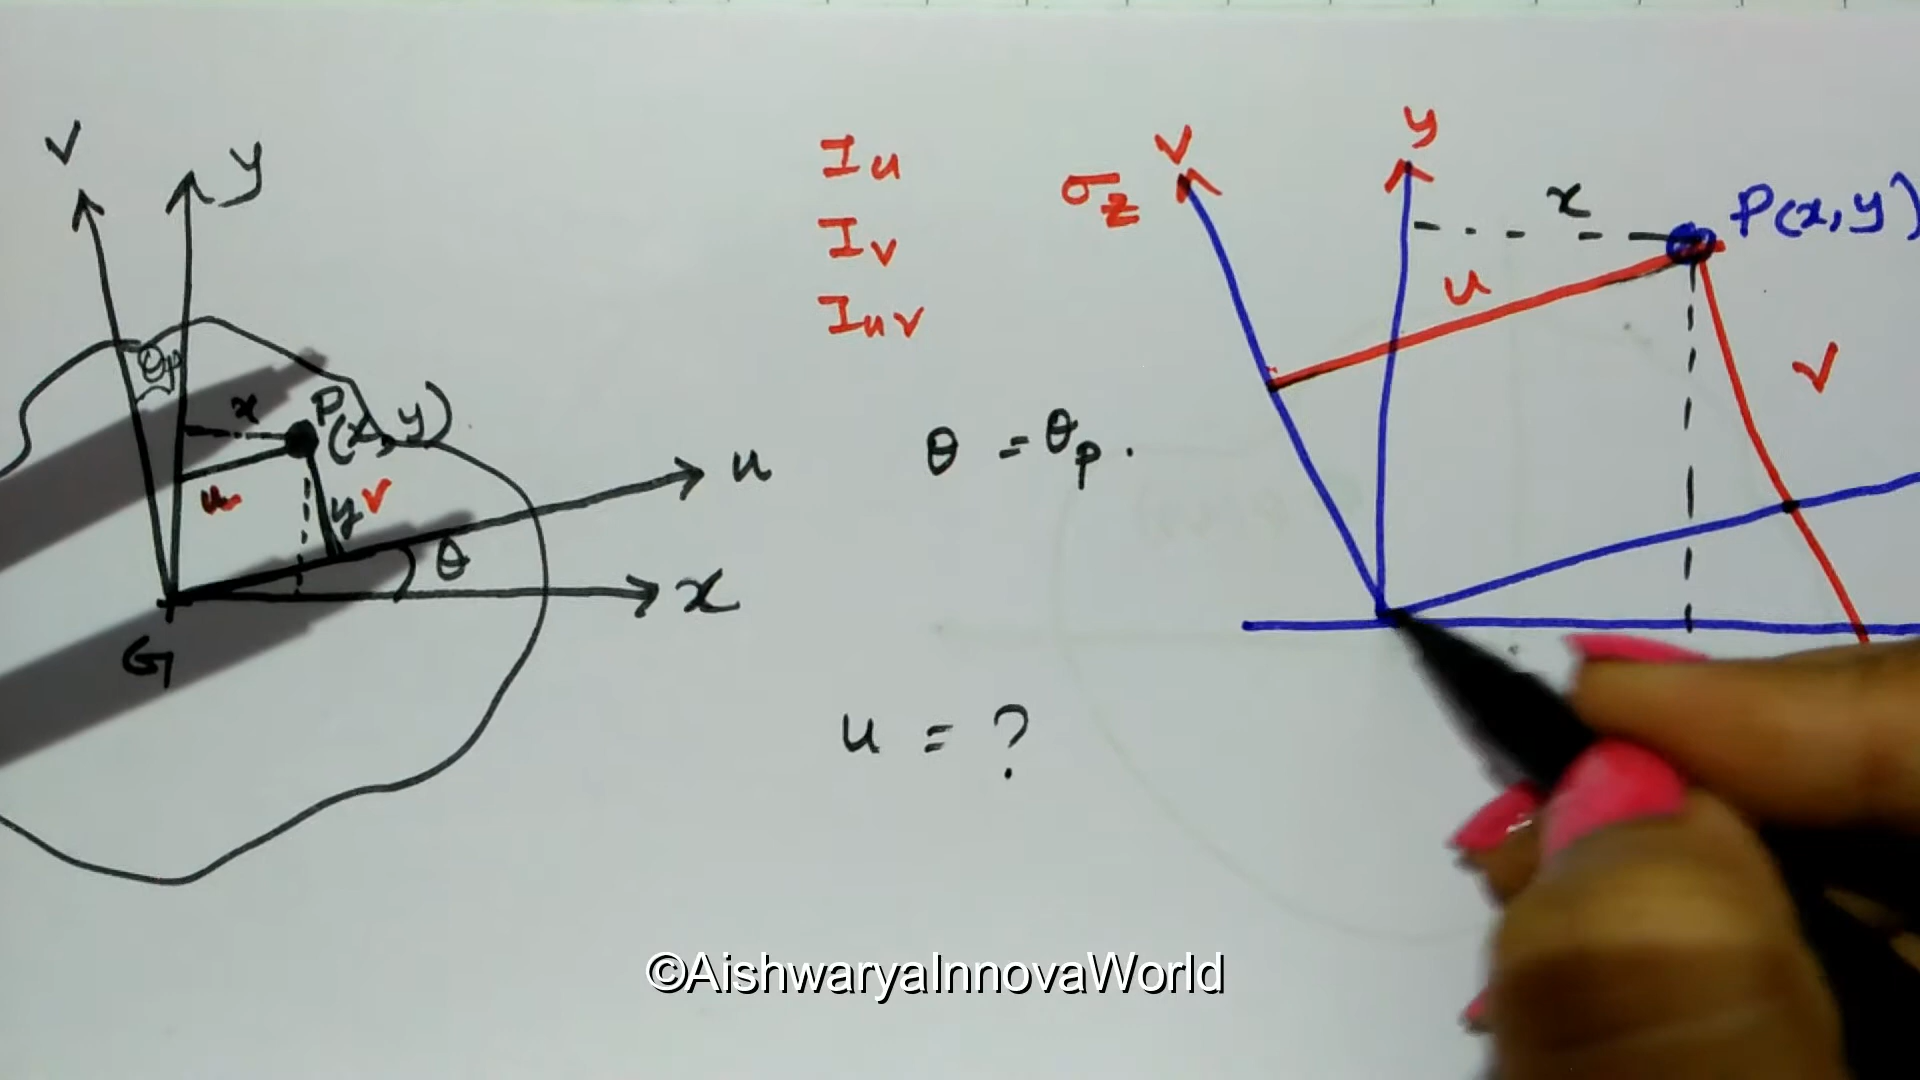 V
y
θp
x
P
(x, y)
u
y
V
u
θ
x
G
Iu
Iv
Iuv
σz
θ = θp.
u = ?
V
y
x
P(x, y)
u
V
©AishwaryaInnovaWorld